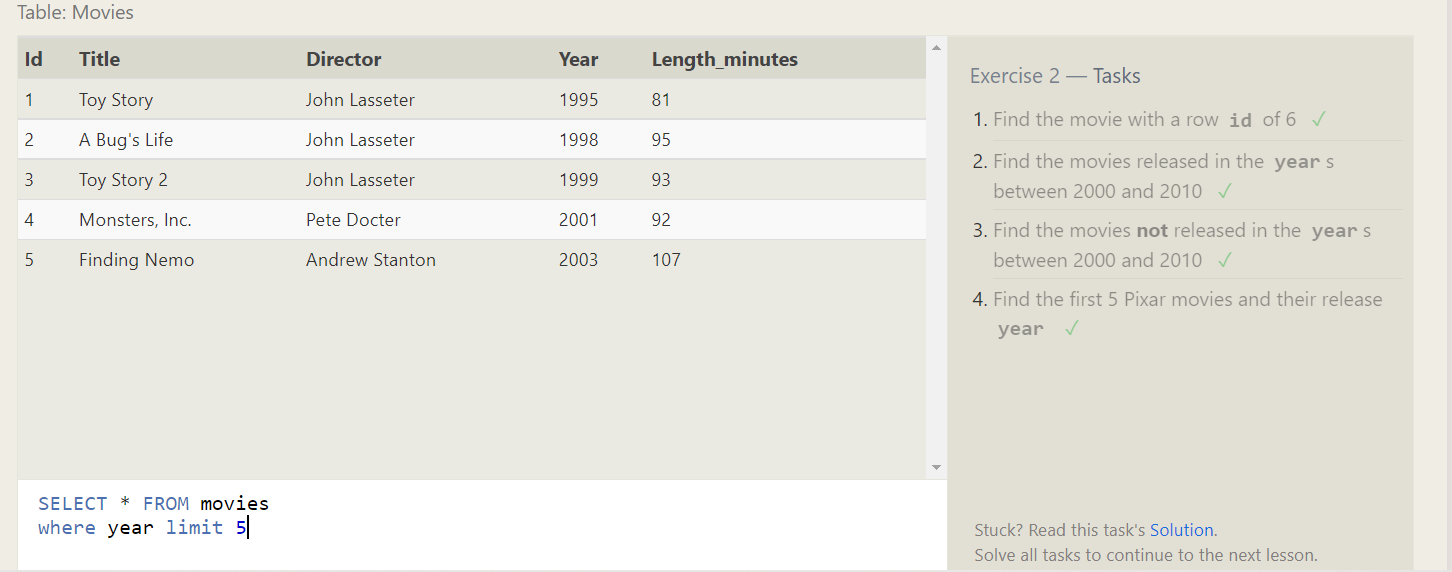 Table: Movies
Id Title Director Year Length_minutes
1 Toy Story John Lasseter 1995 81
2 A Bug's Life John Lasseter 1998 95
3 Toy Story 2 John Lasseter 1999 93
4 Monsters, Inc. Pete Docter 2001 92
5 Finding Nemo Andrew Stanton 2003 107
SELECT * FROM movies
where year limit 5
Exercise 2 — Tasks
1. Find the movie with a row id of 6 ✓
2. Find the movies released in the year s
between 2000 and 2010 ✓
3. Find the movies not released in the year s
between 2000 and 2010 ✓
4. Find the first 5 Pixar movies and their release
year ✓
Stuck? Read this task's Solution.
Solve all tasks to continue to the next lesson.